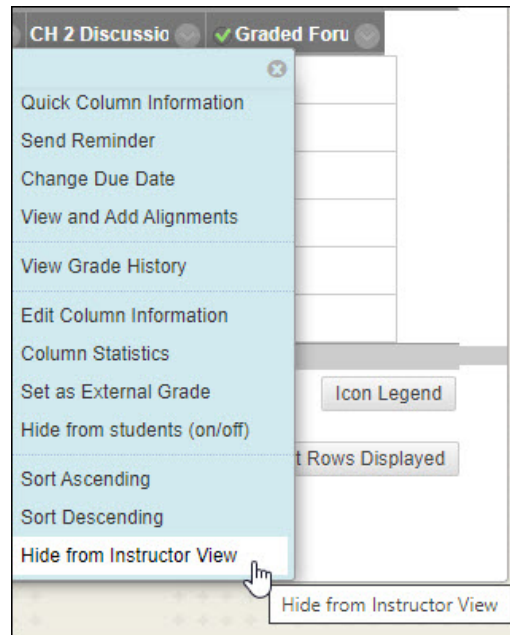 CH 2 Discussio
Graded Foru
Quick Column Information
Send Reminder
Change Due Date
View and Add Alignments
View Grade History
Edit Column Information
Column Statistics
Set as External Grade
Icon Legend
Hide from students (on/off)
t Rows Displayed
Sort Ascending
Sort Descending
Hide from Instructor View
Hide from Instructor View